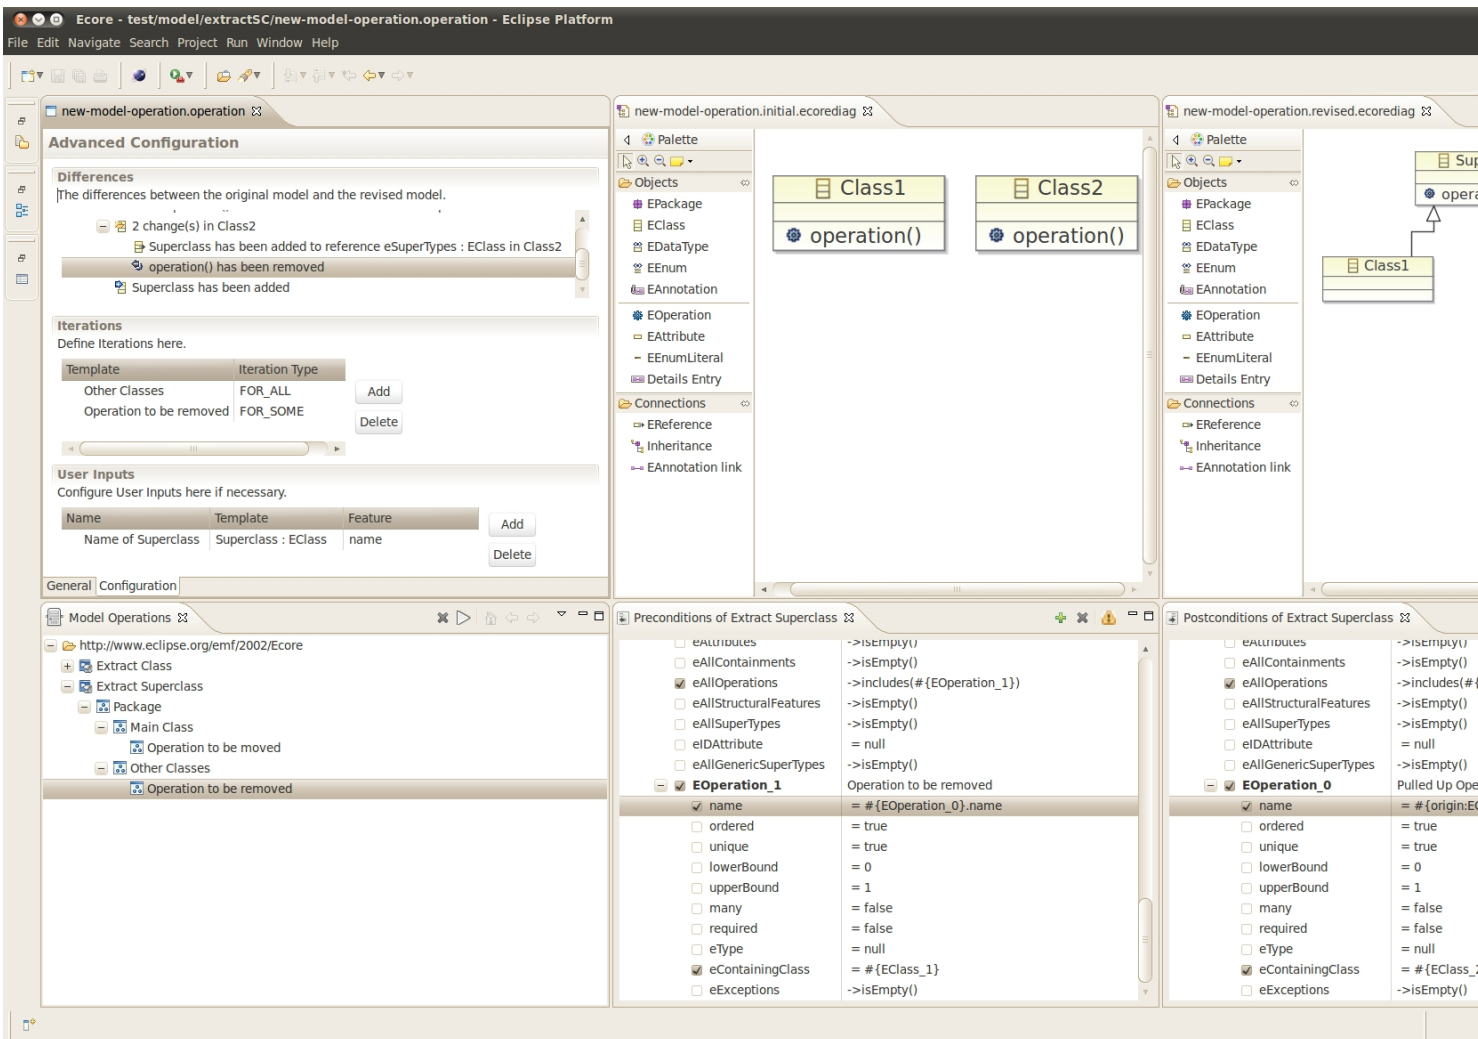 Ecore - test/model/extractSC/new-model-operation.operation - Eclipse Platform
File Edit Navigate Search Project Run Window Help
new-model-operation.operation
Advanced Configuration
Differences
The differences between the original model and the revised model.
2 change(s) in Class2
Superclass has been added to reference eSuperTypes : EClass in Class2
operation() has been removed
Superclass has been added
Iterations
Define Iterations here.
Template Iteration Type
Other Classes FOR_ALL
Operation to be removed FOR_SOME
Add
Delete
User Inputs
Configure User Inputs here if necessary.
Name Template Feature
Name of Superclass Superclass : EClass name
Add
Delete
General Configuration
new-model-operation.initial.ecorediag
Palette
Objects
EPackage
EClass
EDataType
EEnum
EAnnotation
EOperation
EAttribute
EEnumLiteral
Details Entry
Connections
EReference
Inheritance
EAnnotation link
Class1
operation()
Class2
operation()
new-model-operation.revised.ecorediag
Palette
Objects
EPackage
EClass
EDataType
EEnum
EAnnotation
EOperation
EAttribute
EEnumLiteral
Details Entry
Connections
EReference
Inheritance
EAnnotation link
Sup
opera
Class1
Model Operations
http://www.eclipse.org/emf/2002/Ecore
Extract Class
Extract Superclass
Package
Main Class
Operation to be moved
Other Classes
Operation to be removed
Preconditions of Extract Superclass
eAttributes ->isEmpty()
eAllContainments ->isEmpty()
eAllOperations ->includes(#{EOperation_1})
eAllStructuralFeatures ->isEmpty()
eAllSuperTypes ->isEmpty()
eIDAttribute = null
eAllGenericSuperTypes ->isEmpty()
EOperation_1 Operation to be removed
name = #{EOperation_0}.name
ordered = true
unique = true
lowerBound = 0
upperBound = 1
many = false
required = false
eType = null
eContainingClass = #{EClass_1}
eExceptions ->isEmpty()
Postconditions of Extract Superclass
eAttributes ->isEmpty()
eAllContainments ->isEmpty()
eAllOperations ->includes(#{
eAllStructuralFeatures ->isEmpty()
eAllSuperTypes ->isEmpty()
eIDAttribute = null
eAllGenericSuperTypes ->isEmpty()
EOperation_0 Pulled Up Ope
name = #{origin:EO
ordered = true
unique = true
lowerBound = 0
upperBound = 1
many = false
required = false
eType = null
eContainingClass = #{EClass_2
eExceptions ->isEmpty()